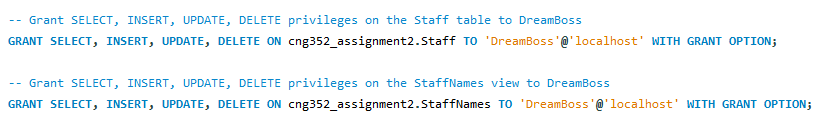 -- Grant SELECT, INSERT, UPDATE, DELETE privileges on the Staff table to DreamBoss
GRANT SELECT, INSERT, UPDATE, DELETE ON cng352_assignment2.Staff TO 'DreamBoss'@'localhost' WITH GRANT OPTION;
-- Grant SELECT, INSERT, UPDATE, DELETE privileges on the StaffNames view to DreamBoss
GRANT SELECT, INSERT, UPDATE, DELETE ON cng352_assignment2.StaffNames TO 'DreamBoss'@'localhost' WITH GRANT OPTION;